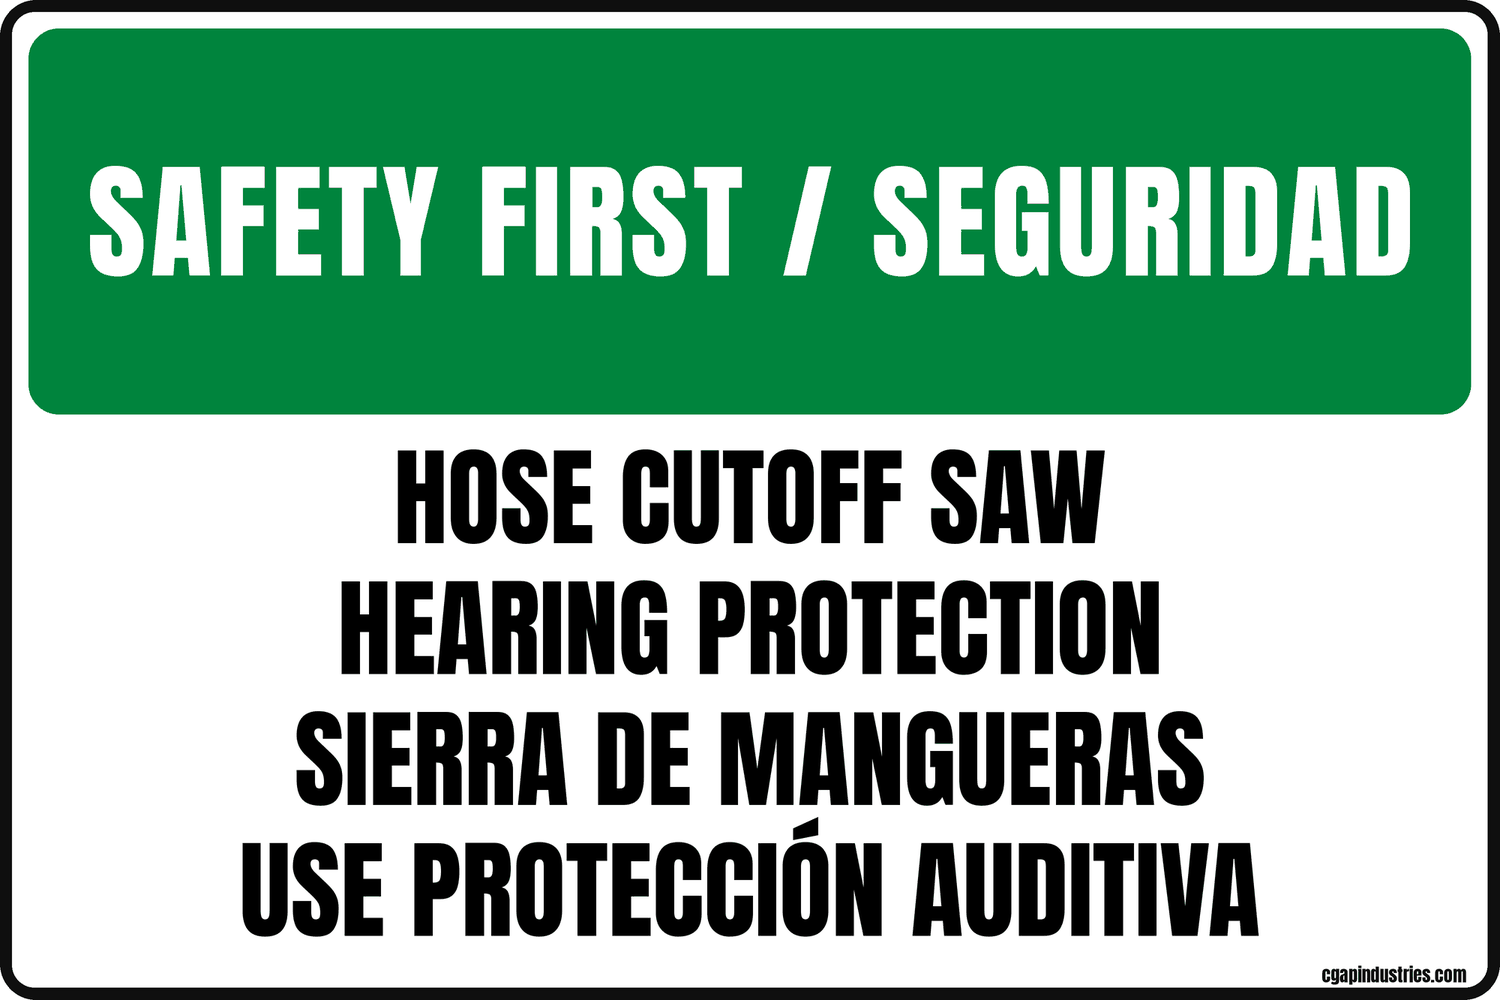 SAFETY FIRST / SEGURIDAD
HOSE CUTOFF SAW
HEARING PROTECTION
SIERRA DE MANGUERAS
USE PROTECCIÓN AUDITIVA
cgapindustries.com